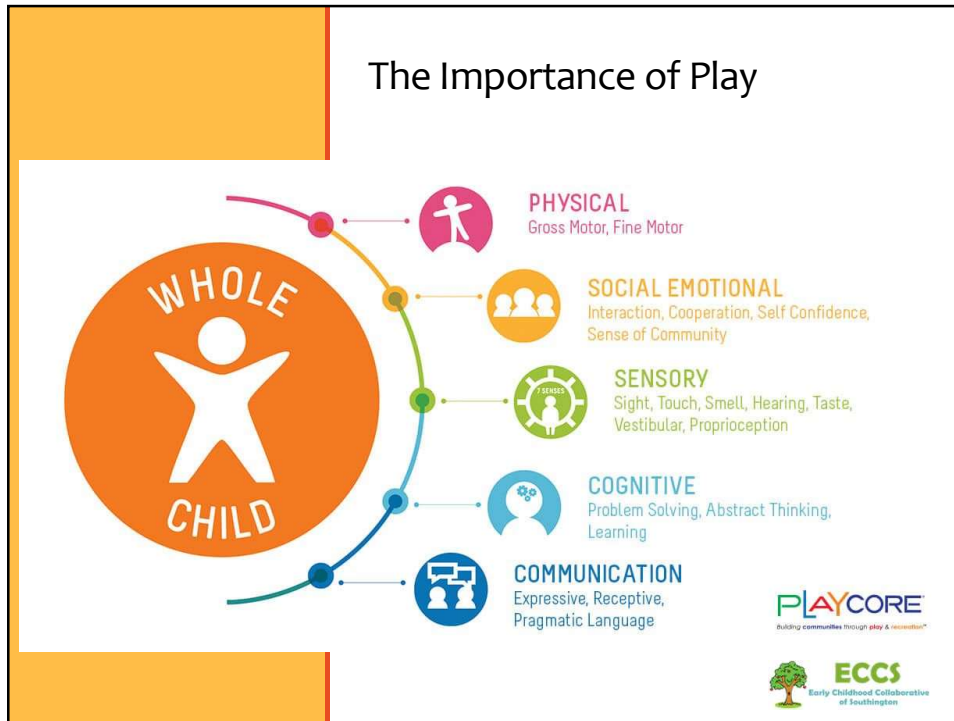 The Importance of Play
WHOLE
CHILD
PHYSICAL
Gross Motor, Fine Motor
SOCIAL EMOTIONAL
Interaction, Cooperation, Self Confidence,
Sense of Community
7 SENSES
SENSORY
Sight, Touch, Smell, Hearing, Taste,
Vestibular, Proprioception
COGNITIVE
Problem Solving, Abstract Thinking,
Learning
COMMUNICATION
Expressive, Receptive,
Pragmatic Language
PLAYCORE
Building communities through play & recreation™
ECCS
Early Childhood Collaborative
of Southington